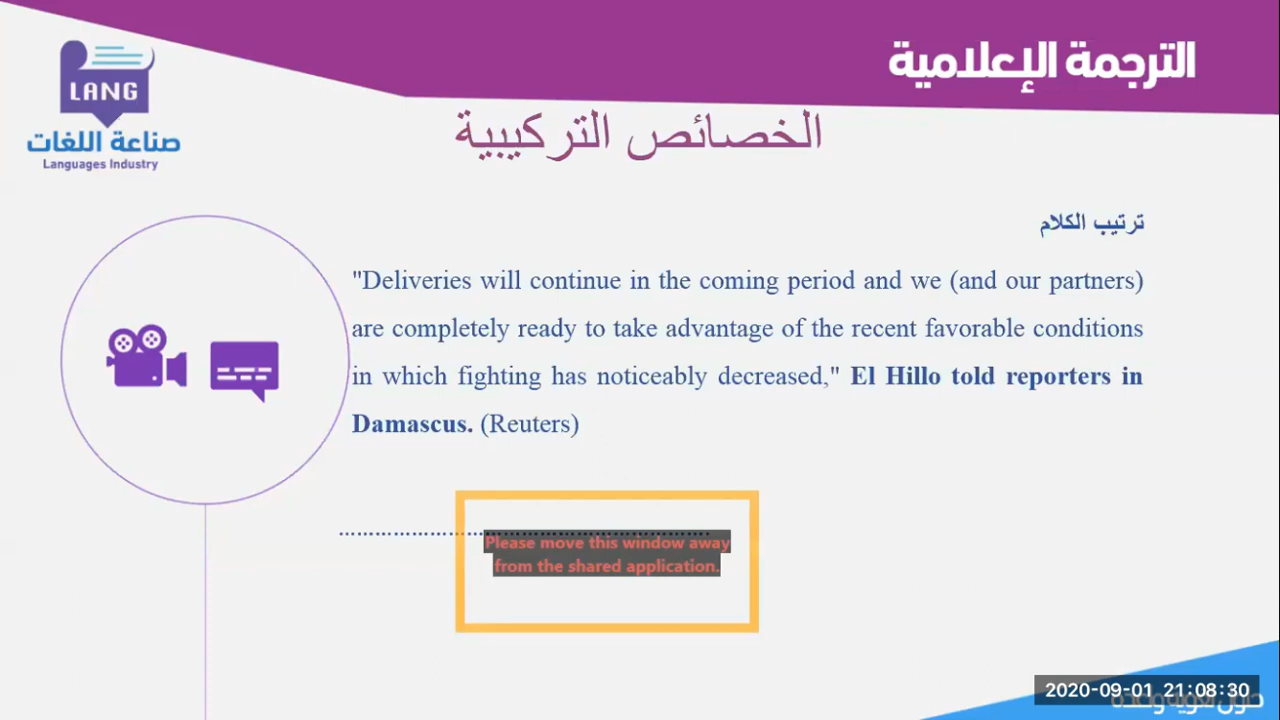 الترجمة الإعلامية
LANG
صناعة اللغات
Languages Industry
الخصائص التركيبية
ترتيب الكلام
"Deliveries will continue in the coming period and we (and our partners)
are completely ready to take advantage of the recent favorable conditions
in which fighting has noticeably decreased," El Hillo told reporters in
Damascus. (Reuters)
Please move this window away
from the shared application.
2020-09-01 21:08:30